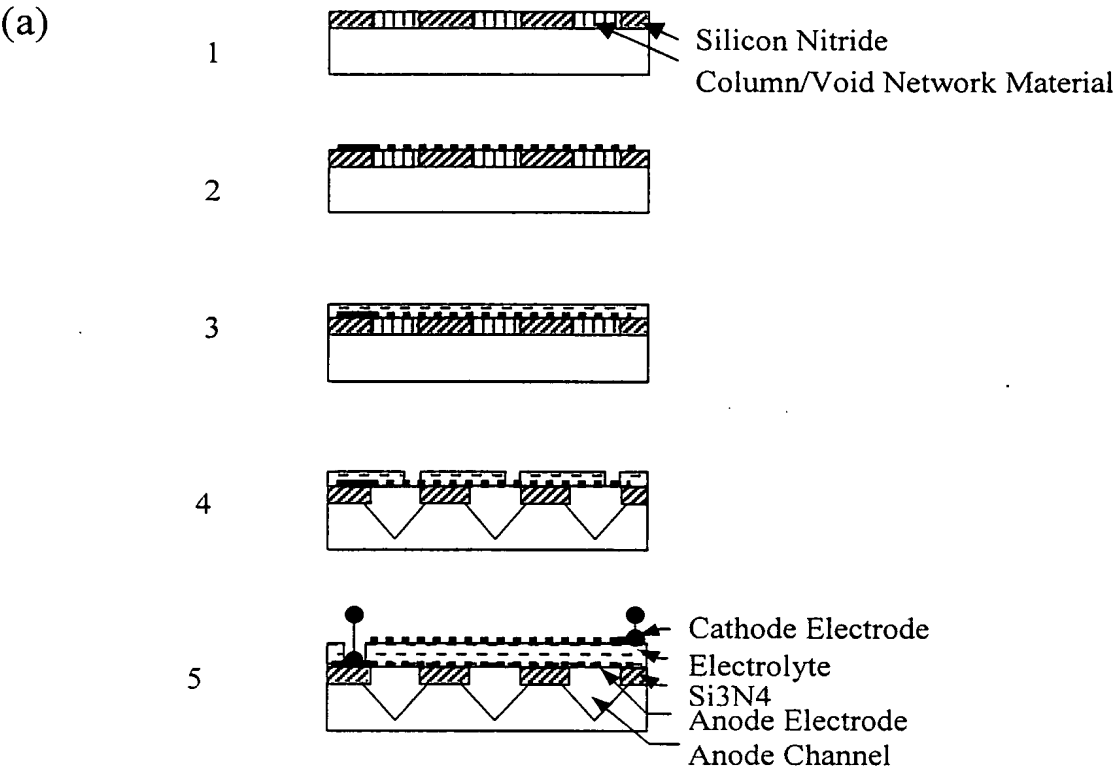 (a)
1
Silicon Nitride
Column/Void Network Material
2
3
4
5
Cathode Electrode
Electrolyte
Si3N4
Anode Electrode
Anode Channel